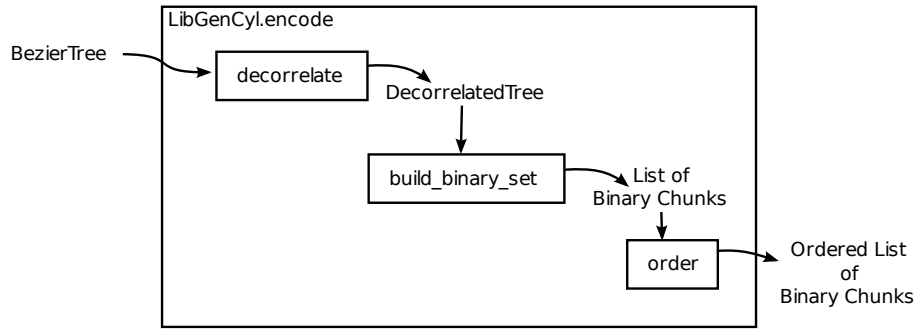 LibGenCyl.encode
BezierTree
decorrelate
DecorrelatedTree
build_binary_set
List of
Binary Chunks
order
Ordered List
of
Binary Chunks